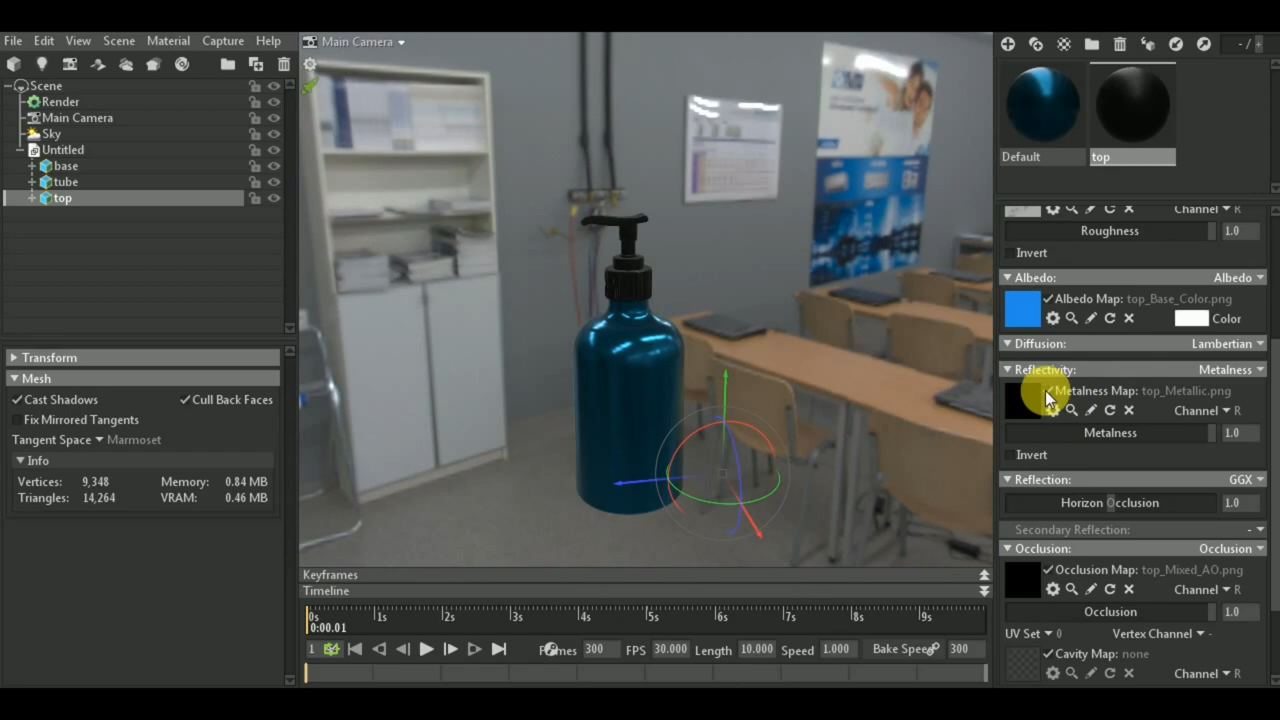 File Edit View Scene Material Capture Help
Main Camera
- /
Scene
Render
Main Camera
Sky
Untitled
base
tube
top
Default
top
Channel R
Roughness 1.0
Invert
Albedo: Albedo
Albedo Map: top_Base_Color.png
Color
Diffusion: Lambertian
Reflectivity: Metalness
Metalness Map: top_Metallic.png
Channel R
Metalness 1.0
Invert
Reflection: GGX
Horizon Occlusion 1.0
Secondary Reflection: -
Occlusion: Occlusion
Occlusion Map: top_Mixed_AO.png
Channel R
Occlusion 1.0
UV Set 0 Vertex Channel -
Cavity Map: none
Channel R
Transform
Mesh
Cast Shadows Cull Back Faces
Fix Mirrored Tangents
Tangent Space Marmoset
Info
Vertices: 9,348 Memory: 0.84 MB
Triangles: 14,264 VRAM: 0.46 MB
Keyframes
Timeline
0s 1s 2s 3s 4s 5s 6s 7s 8s 9s
0:00.01
1 Frames 300 FPS 30.000 Length 10.000 Speed 1.000 Bake Speed 300